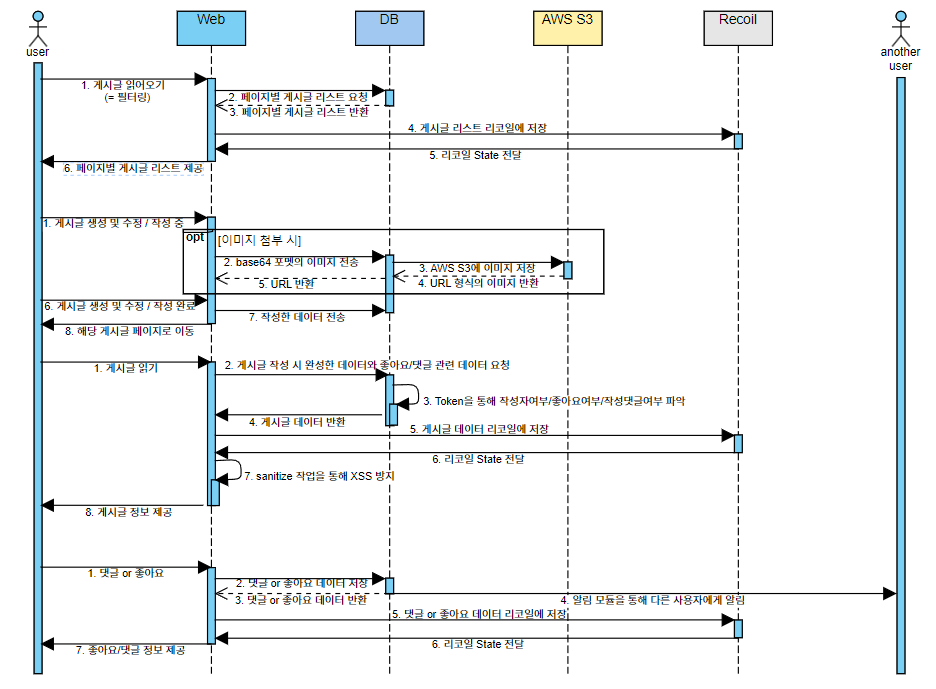 Web
DB
AWS S3
Recoil
user
another
user
1. 게시글 읽어오기
(= 필터링)
2. 페이지별 게시글 리스트 요청
3. 페이지별 게시글 리스트 반환
4. 게시글 리스트 리코일에 저장
5. 리코일 State 전달
6. 페이지별 게시글 리스트 제공
1. 게시글 생성 및 수정 / 작성 중
opt
[이미지 첨부 시]
2. base64 포멧의 이미지 전송
3. AWS S3에 이미지 저장
4. URL 형식의 이미지 반환
5. URL 반환
6. 게시글 생성 및 수정 / 작성 완료
7. 작성한 데이터 전송
8. 해당 게시글 페이지로 이동
1. 게시글 읽기
2. 게시글 작성 시 완성한 데이터와 좋아요/댓글 관련 데이터 요청
3. Token을 통해 작성자여부/좋아요여부/작성댓글여부 파악
4. 게시글 데이터 반환
5. 게시글 데이터 리코일에 저장
6. 리코일 State 전달
7. sanitize 작업을 통해 XSS 방지
8. 게시글 정보 제공
1. 댓글 or 좋아요
2. 댓글 or 좋아요 데이터 저장
3. 댓글 or 좋아요 데이터 반환
4. 알림 모듈을 통해 다른 사용자에게 알림
5. 댓글 or 좋아요 데이터 리코일에 저장
6. 리코일 State 전달
7. 좋아요/댓글 정보 제공